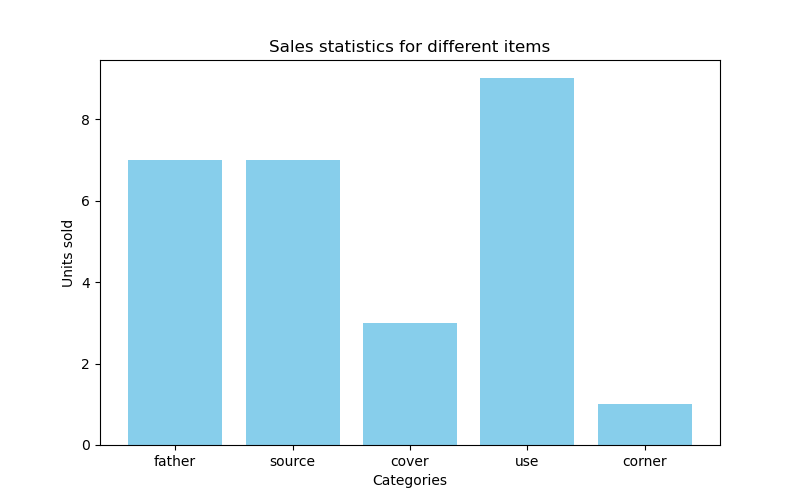 Sales statistics for different items
Units sold
8
6
4
2
0
father source cover use corner
Categories